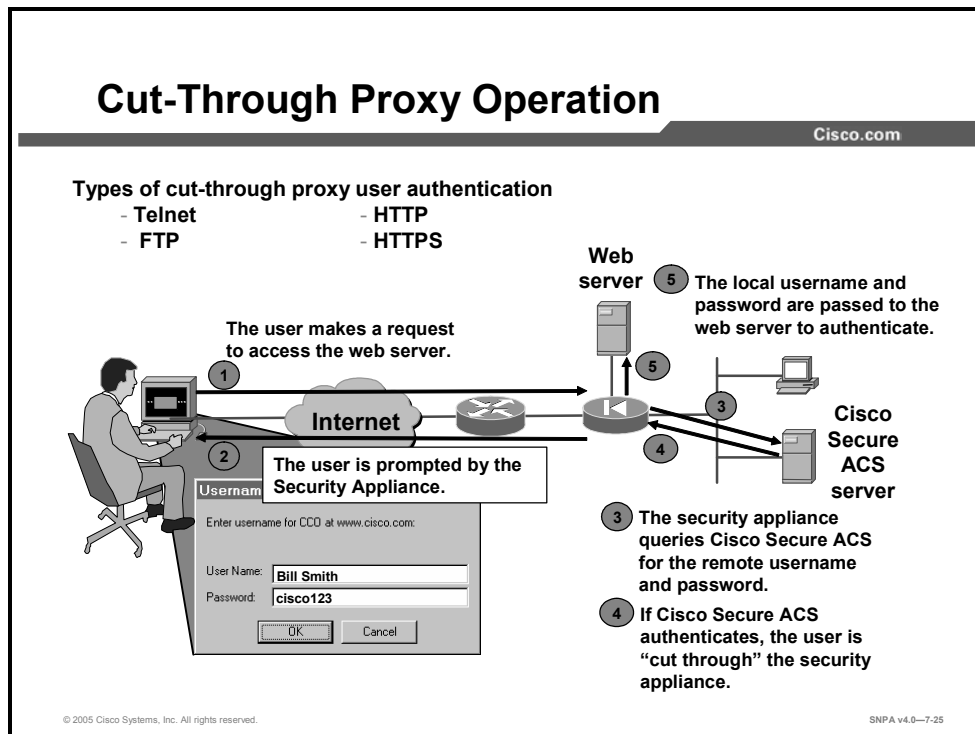 Cut-Through Proxy Operation
Cisco.com
Types of cut-through proxy user authentication
- Telnet
- HTTP
- FTP
- HTTPS
Web
server
5
The local username and
password are passed to the
web server to authenticate.
The user makes a request
to access the web server.
1
5
Internet
3
4
Cisco
Secure
ACS
server
2
The user is prompted by the
Security Appliance.
Usernam
Enter username for CCO at www.cisco.com:
User Name:
Bill Smith
Password:
cisco123
OK
Cancel
3
The security appliance
queries Cisco Secure ACS
for the remote username
and password.
4
If Cisco Secure ACS
authenticates, the user is
“cut through” the security
appliance.
© 2005 Cisco Systems, Inc. All rights reserved.
SNPA v4.0—7-25